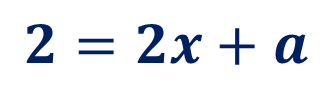 2 = 2x + a